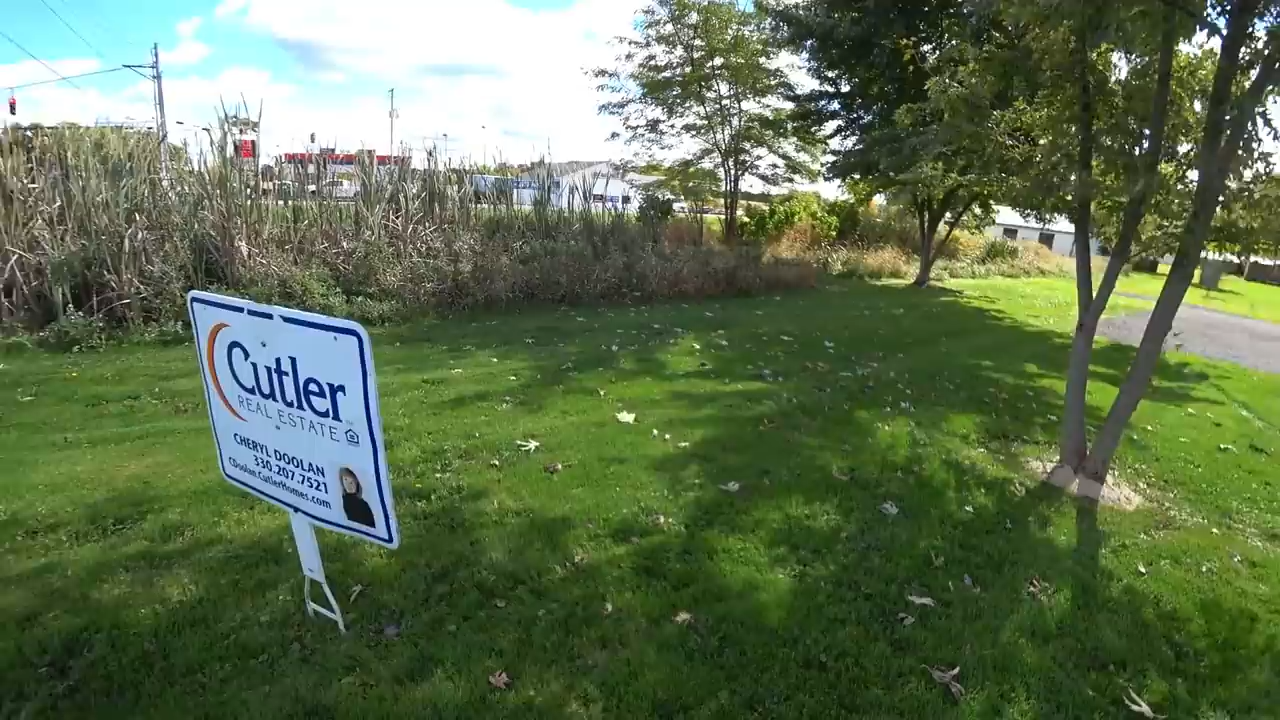 Cutler
REAL ESTATE
CHERYL DOOLAN
330.207.7521
CDoolan.CutlerHomes.com